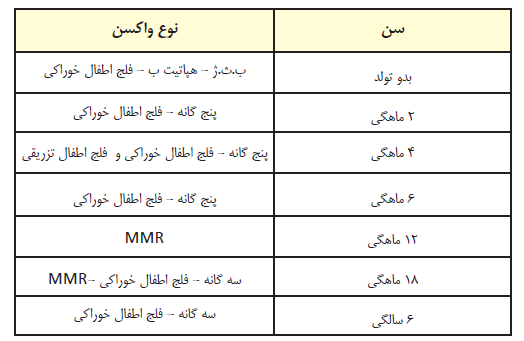 سن نوع واکسن
بدو تولد ب.ث.ژ – هپاتیت ب – فلج اطفال خوراکی
۲ ماهگی پنج گانه – فلج اطفال خوراکی
۴ ماهگی پنج گانه – فلج اطفال خوراکی و فلج اطفال تزریقی
۶ ماهگی پنج گانه – فلج اطفال خوراکی
۱۲ ماهگی MMR
۱۸ ماهگی سه گانه – فلج اطفال خوراکی –MMR
۶ سالگی سه گانه – فلج اطفال خوراکی